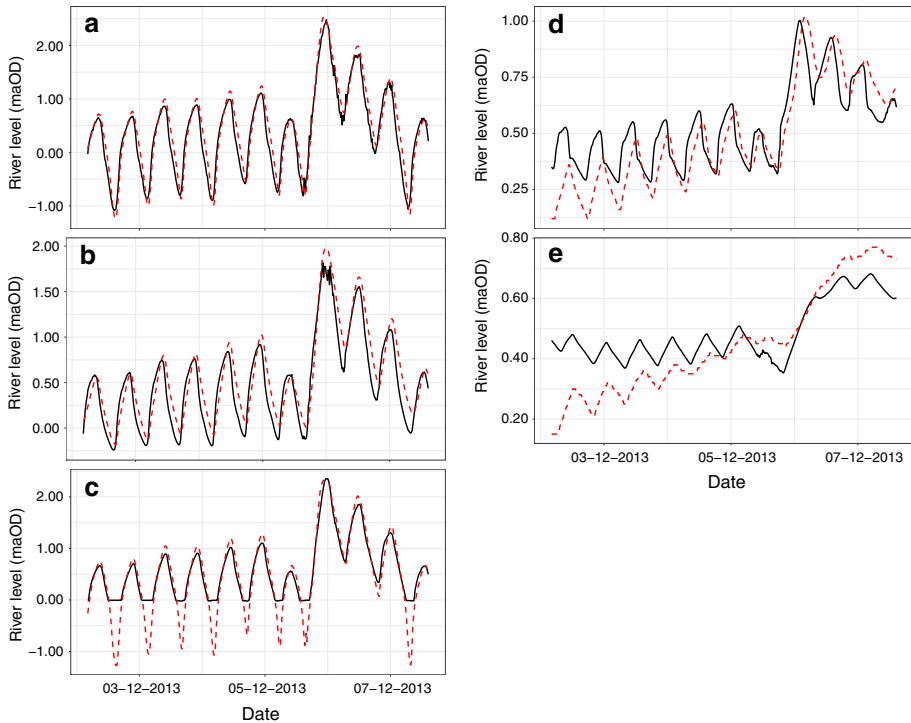 a
River level (maOD)
2.00
1.00
0.00
−1.00
b
River level (maOD)
2.00
1.50
1.00
0.50
0.00
c
River level (maOD)
2.00
1.00
0.00
−1.00
03−12−2013
05−12−2013
07−12−2013
Date
d
River level (maOD)
1.00
0.75
0.50
0.25
e
River level (maOD)
0.80
0.60
0.40
0.20
03−12−2013
05−12−2013
07−12−2013
Date